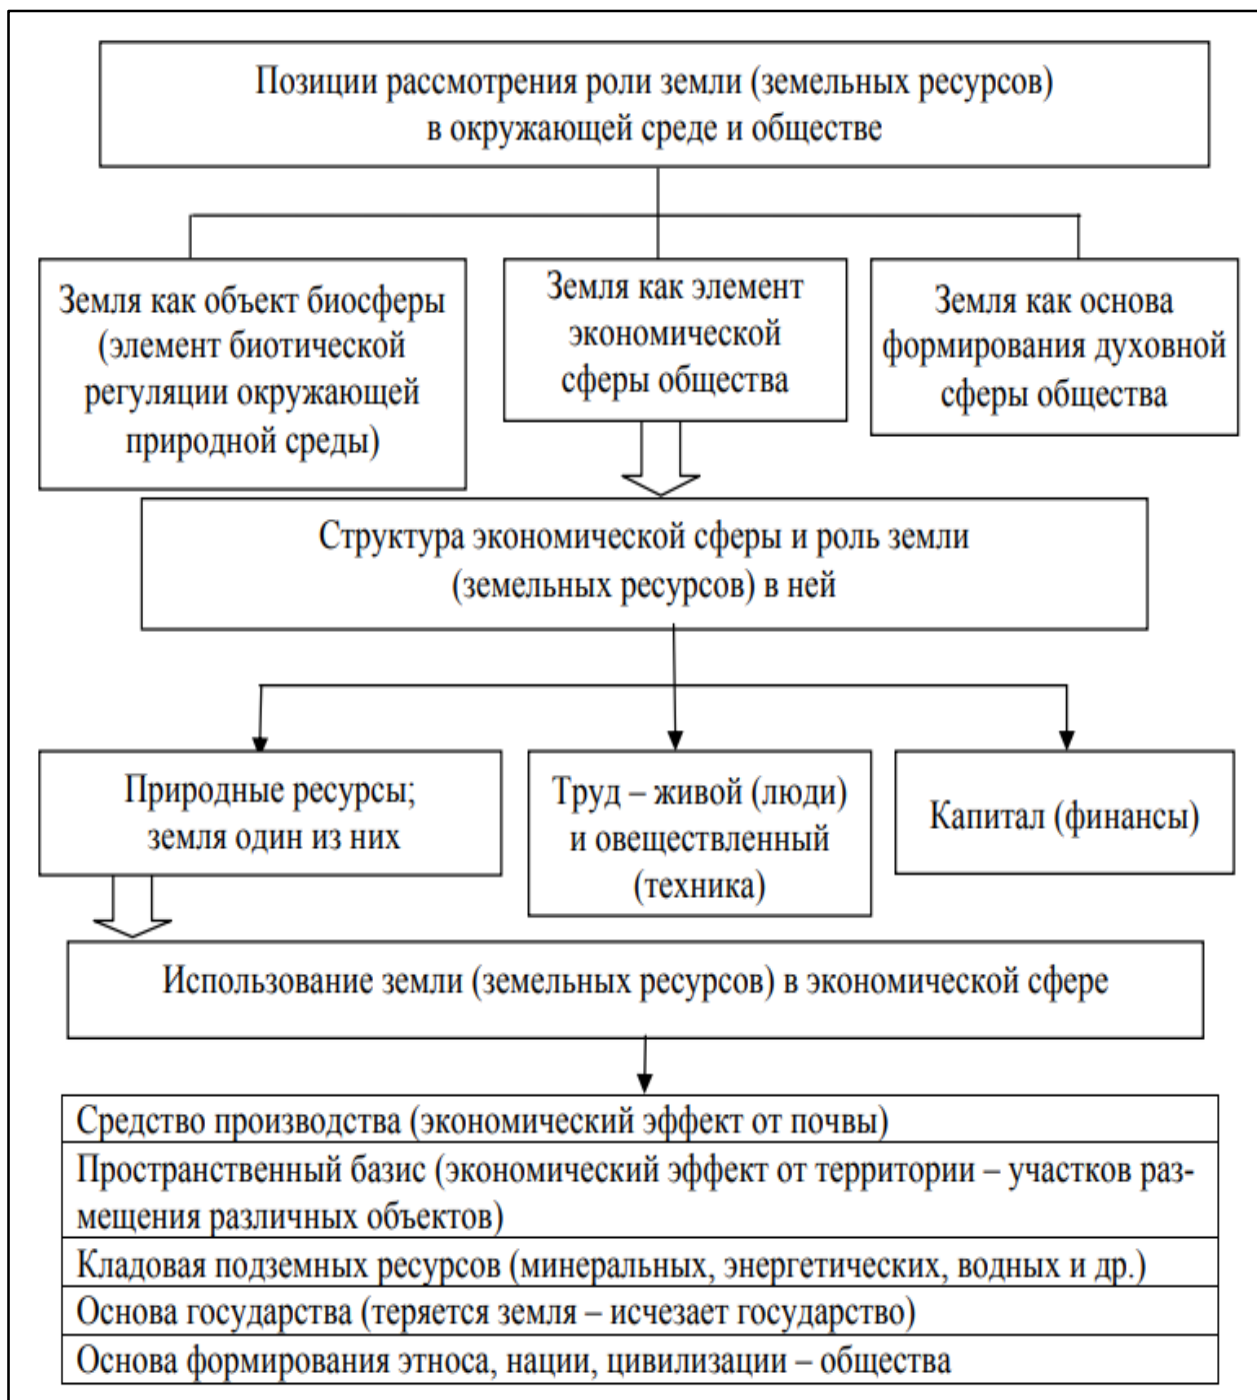 Позиции рассмотрения роли земли (земельных ресурсов)
в окружающей среде и обществе
Земля как объект биосферы
(элемент биотической
регуляции окружающей
природной среды)
Земля как элемент
экономической
сферы общества
Земля как основа
формирования духовной
сферы общества
Структура экономической сферы и роль земли
(земельных ресурсов) в ней
Природные ресурсы;
земля один из них
Труд – живой (люди)
и овеществленный
(техника)
Капитал (финансы)
Использование земли (земельных ресурсов) в экономической сфере
Средство производства (экономический эффект от почвы)
Пространственный базис (экономический эффект от территории – участков раз-
мещения различных объектов)
Кладовая подземных ресурсов (минеральных, энергетических, водных и др.)
Основа государства (теряется земля – исчезает государство)
Основа формирования этноса, нации, цивилизации – общества